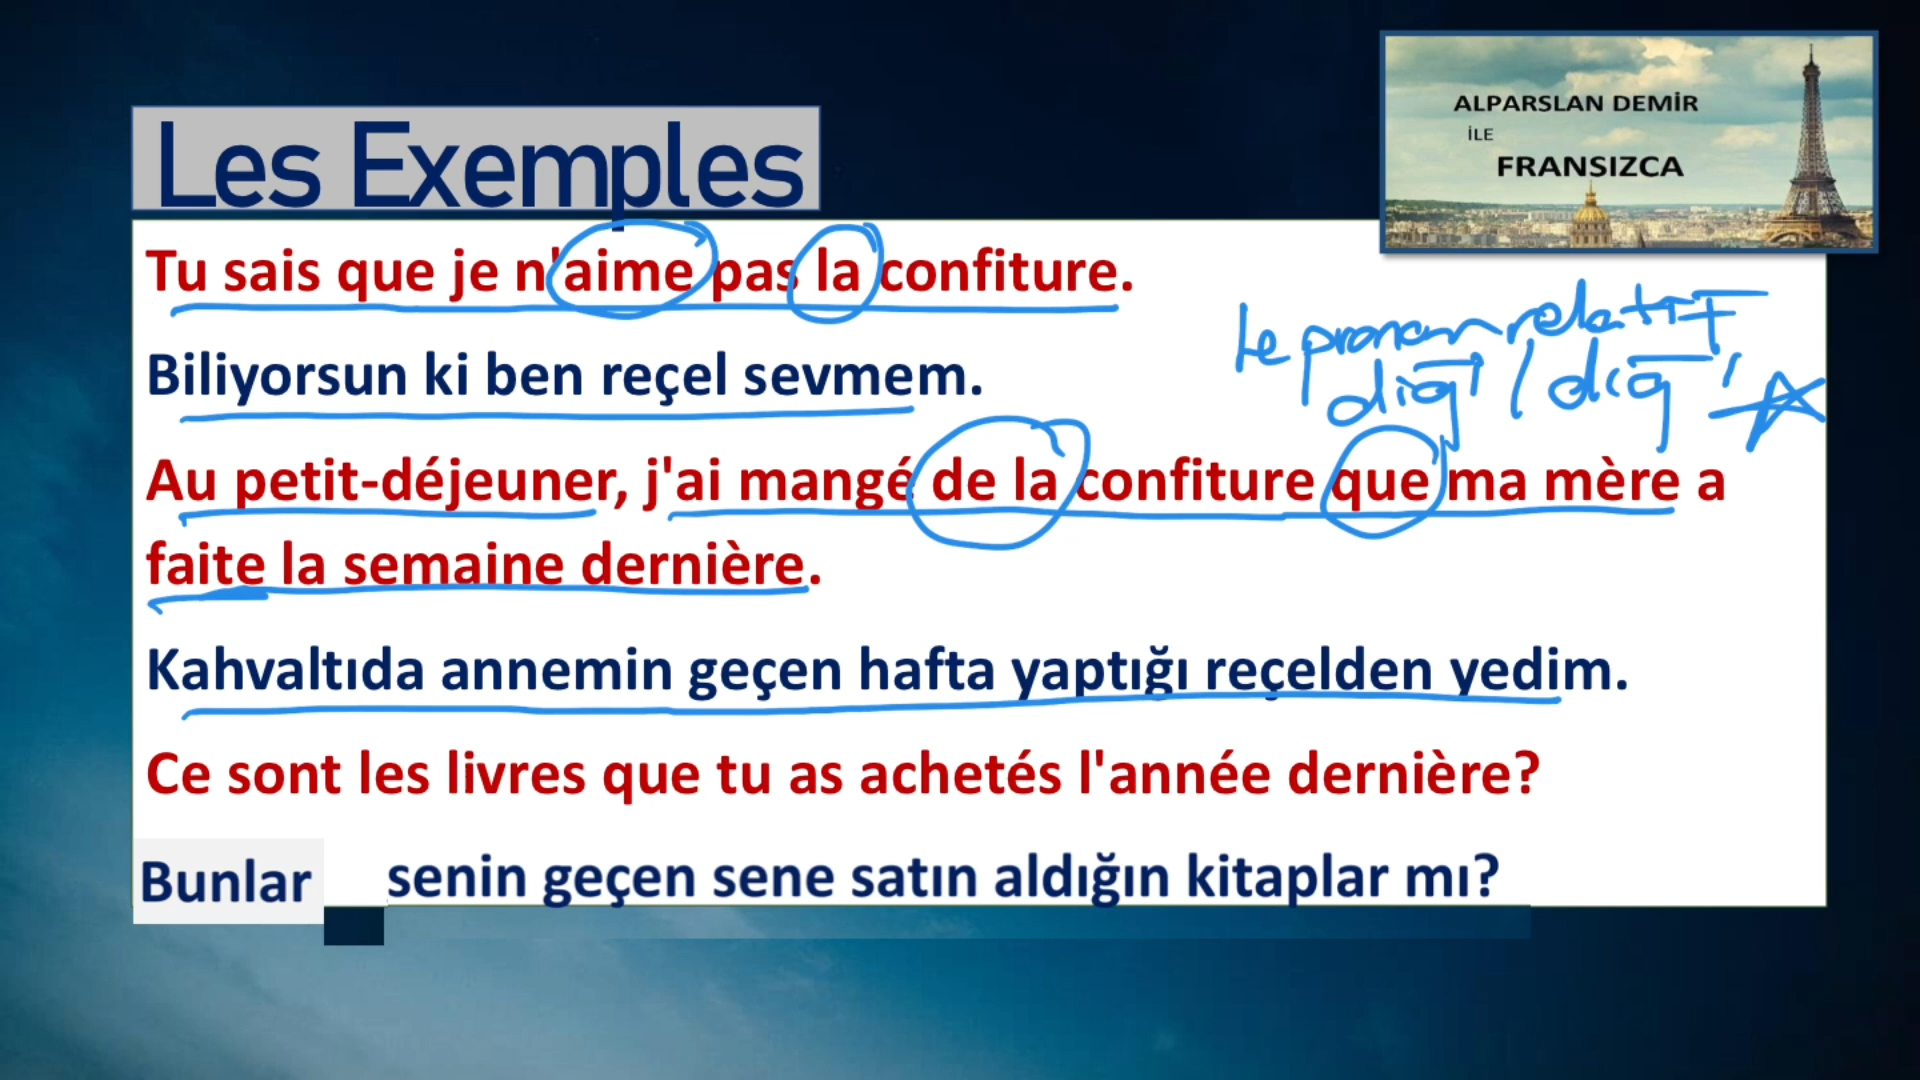 ALPARSLAN DEMİR
İLE
FRANSIZCA
Les Exemples
Tu sais que je n'aime pas la confiture.
Le pronom relatif
Biliyorsun ki ben reçel sevmem.
Au petit-déjeuner, j'ai mangé de la confiture que ma mère a
faite la semaine dernière.
Kahvaltıda annemin geçen hafta yaptığı reçelden yedim.
Ce sont les livres que tu as achetés l'année dernière?
Bunlar senin geçen sene satın aldığın kitaplar mı?